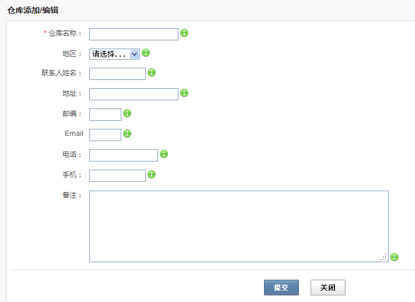 仓库添加/编辑
* 仓库名称：
地区： 请选择...
联系人姓名：
地址：
邮编：
Email
电话：
手机：
备注：
提交 关闭